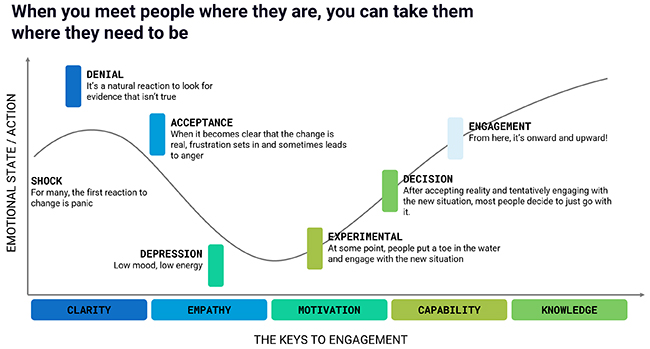 When you meet people where they are, you can take them
where they need to be
EMOTIONAL STATE / ACTION
DENIAL
It's a natural reaction to look for
evidence that isn't true
ACCEPTANCE
When it becomes clear that the change is
real, frustration sets in and sometimes leads
to anger
ENGAGEMENT
From here, it's onward and upward!
SHOCK
For many, the first reaction to
change is panic
DECISION
After accepting reality and tentatively engaging with
the new situation, most people decide to just go with
it.
DEPRESSION
Low mood, low energy
EXPERIMENTAL
At some point, people put a toe in the water
and engage with the new situation
CLARITY
EMPATHY
MOTIVATION
CAPABILITY
KNOWLEDGE
THE KEYS TO ENGAGEMENT